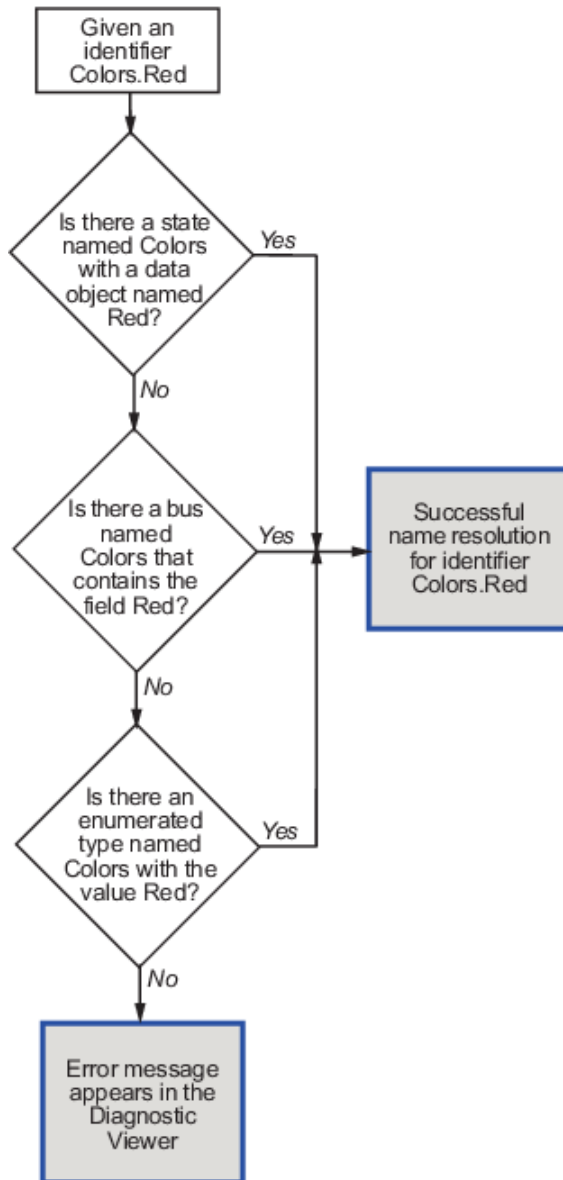 Given an
identifier
Colors.Red
Is there a state
named Colors
with a data
object named
Red?
Yes
No
Is there a bus
named
Colors that
contains the
field Red?
Yes
Successful
name resolution
for identifier
Colors.Red
No
Is there an
enumerated
type named
Colors with the
value Red?
Yes
No
Error message
appears in the
Diagnostic
Viewer